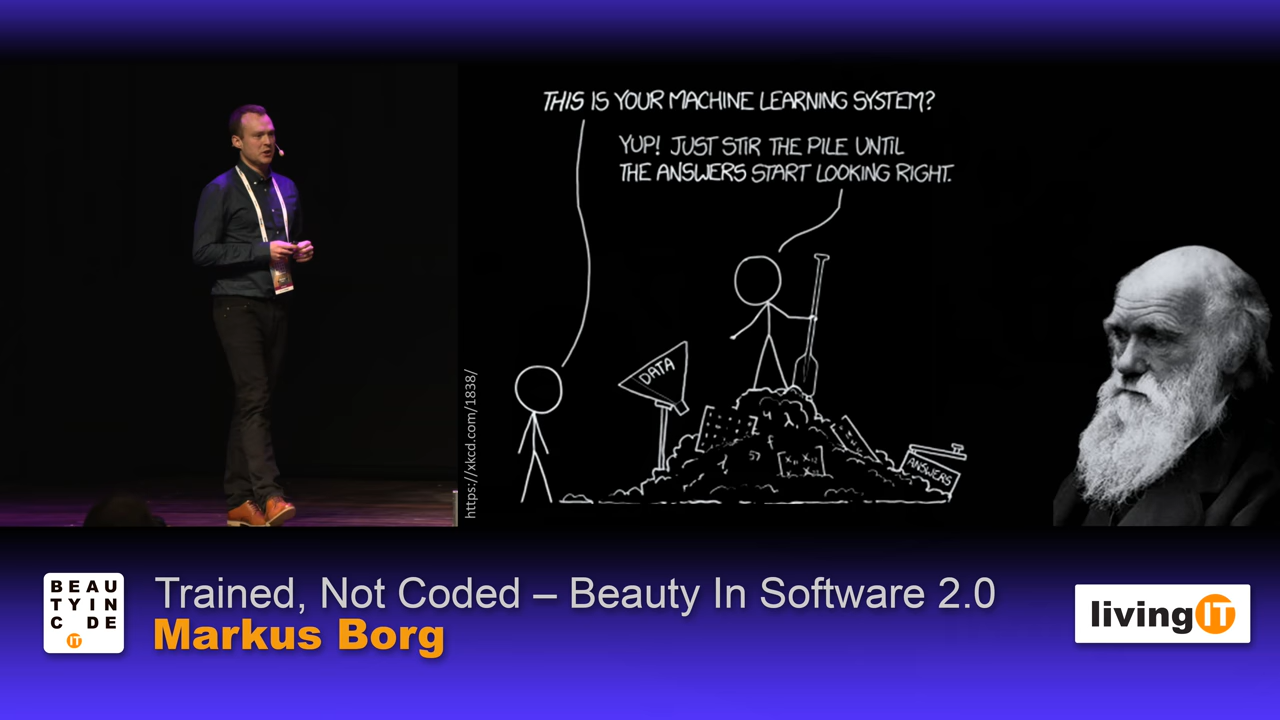 THIS IS YOUR MACHINE LEARNING SYSTEM?
YUP! JUST STIR THE PILE UNTIL
THE ANSWERS START LOOKING RIGHT.
DATA
ANSWERS
https://xkcd.com/1838/
BEAU
TYIN
C DE
IT
Trained, Not Coded – Beauty In Software 2.0
Markus Borg
livingIT